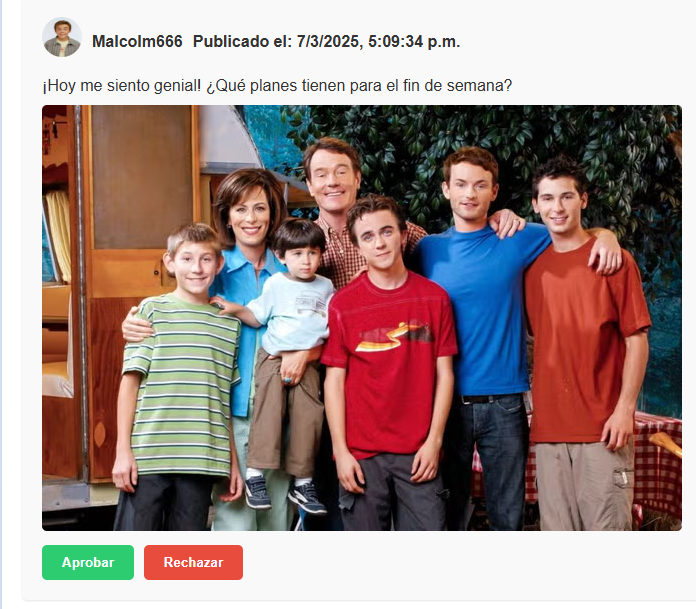 Malcolm666 Publicado el: 7/3/2025, 5:09:34 p.m.
¡Hoy me siento genial! ¿Qué planes tienen para el fin de semana?
Aprobar Rechazar